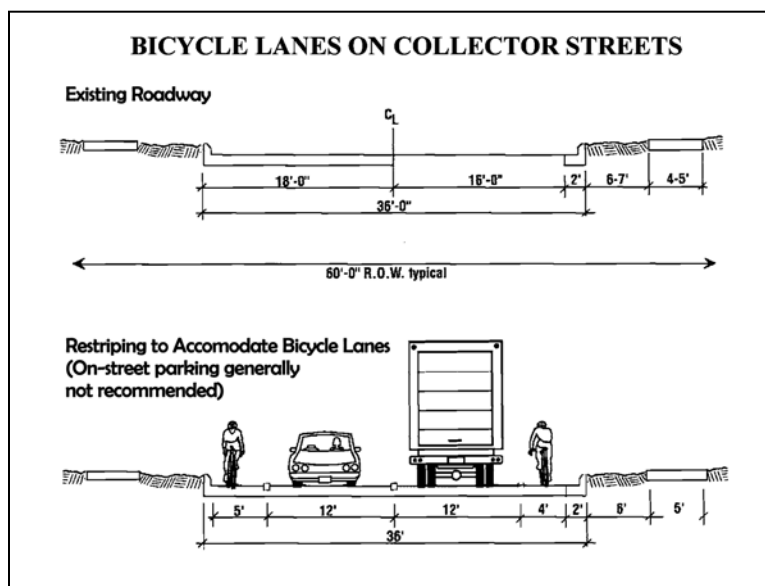 BICYCLE LANES ON COLLECTOR STREETS
Existing Roadway
CL
18'-0" 16'-0" 2' 6-7' 4-5'
36'-0"
60'-0" R.O.W. typical
Restriping to Accomodate Bicycle Lanes
(On-street parking generally
not recommended)
5' 12' 12' 4' 2' 6' 5'
36'